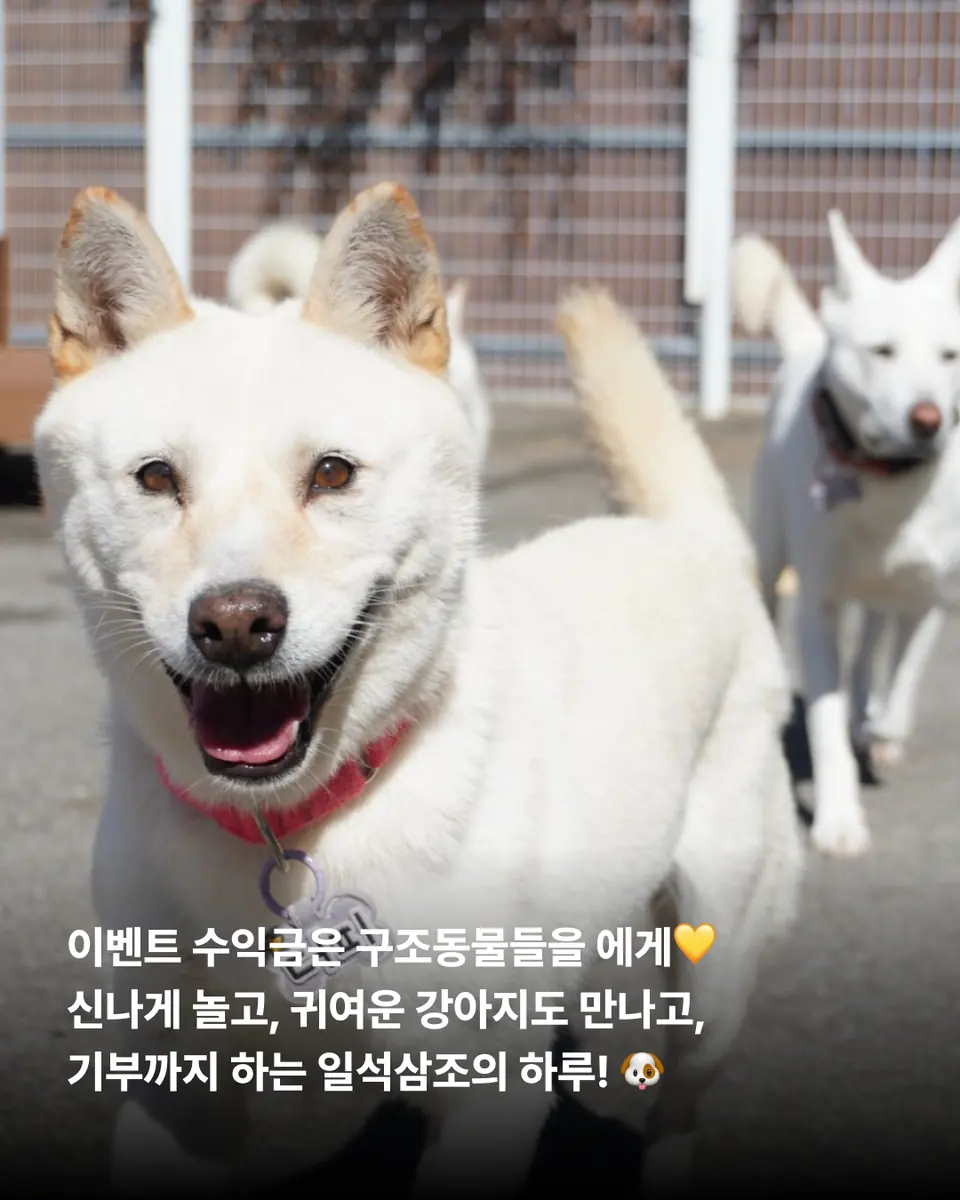 이벤트 수익금은 구조동물들을 에게💛
신나게 놀고, 귀여운 강아지도 만나고,
기부까지 하는 일석삼조의 하루! 🐶